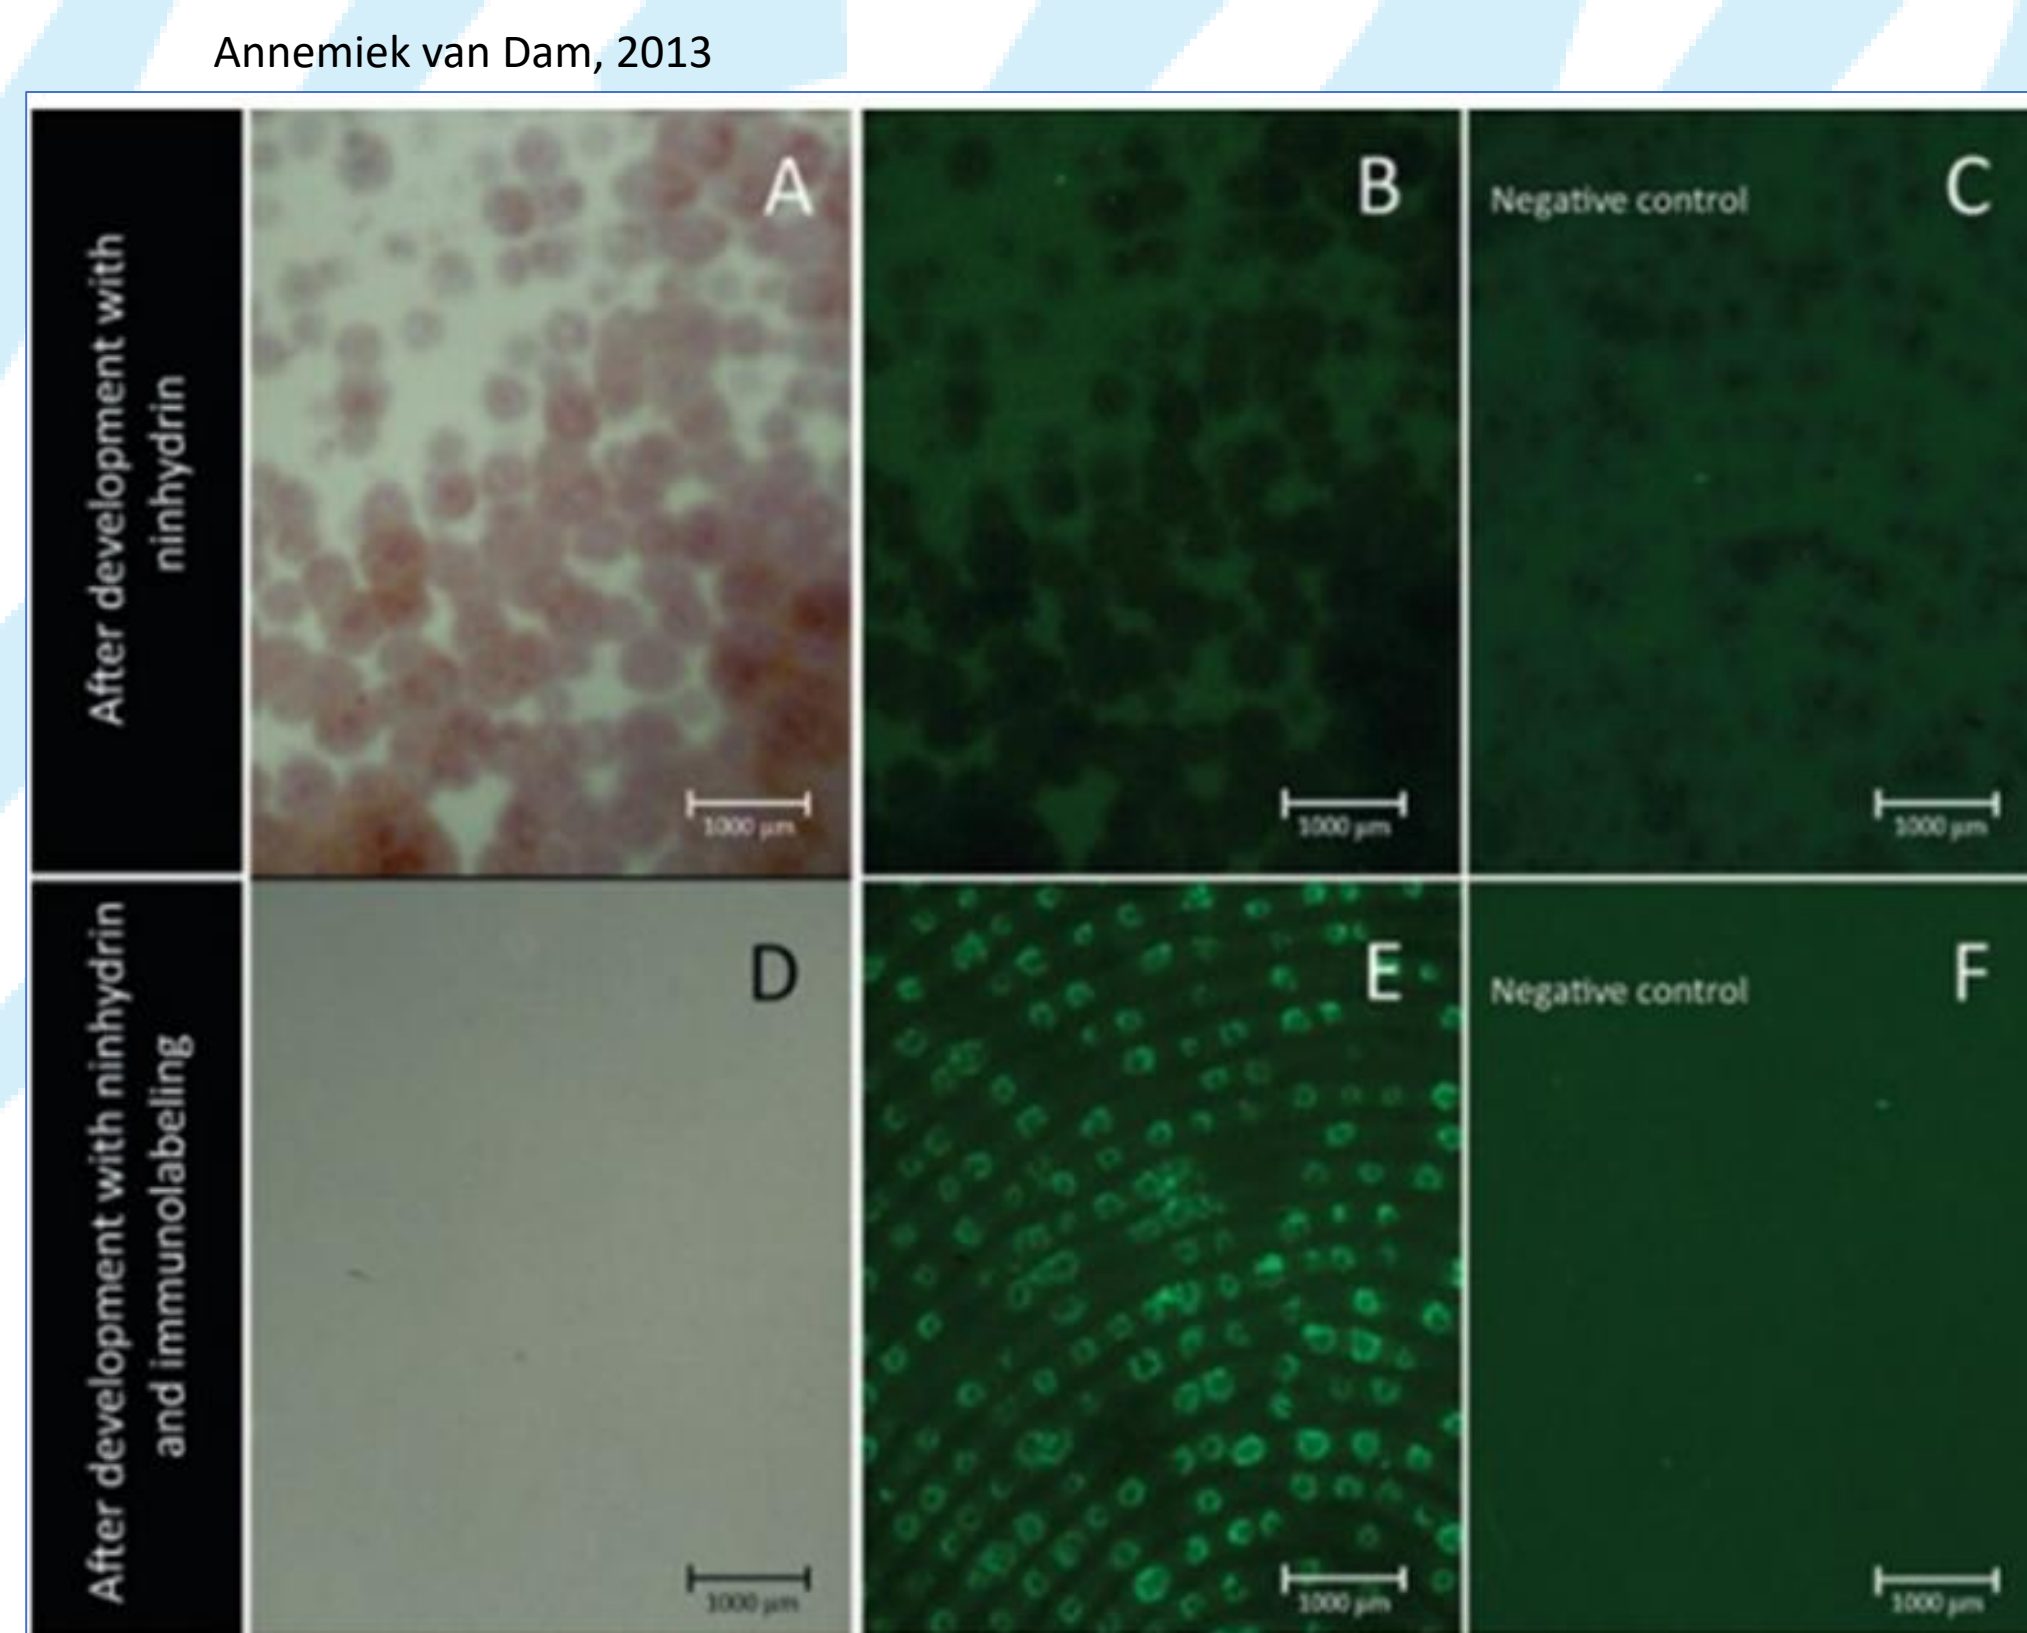 Annemiek van Dam, 2013
After development with
ninhydrin
A
1000 µm
B
1000 µm
Negative control
C
1000 µm
After development with ninhydrin
and immunolabeling
D
1000 µm
E
1000 µm
Negative control
F
1000 µm